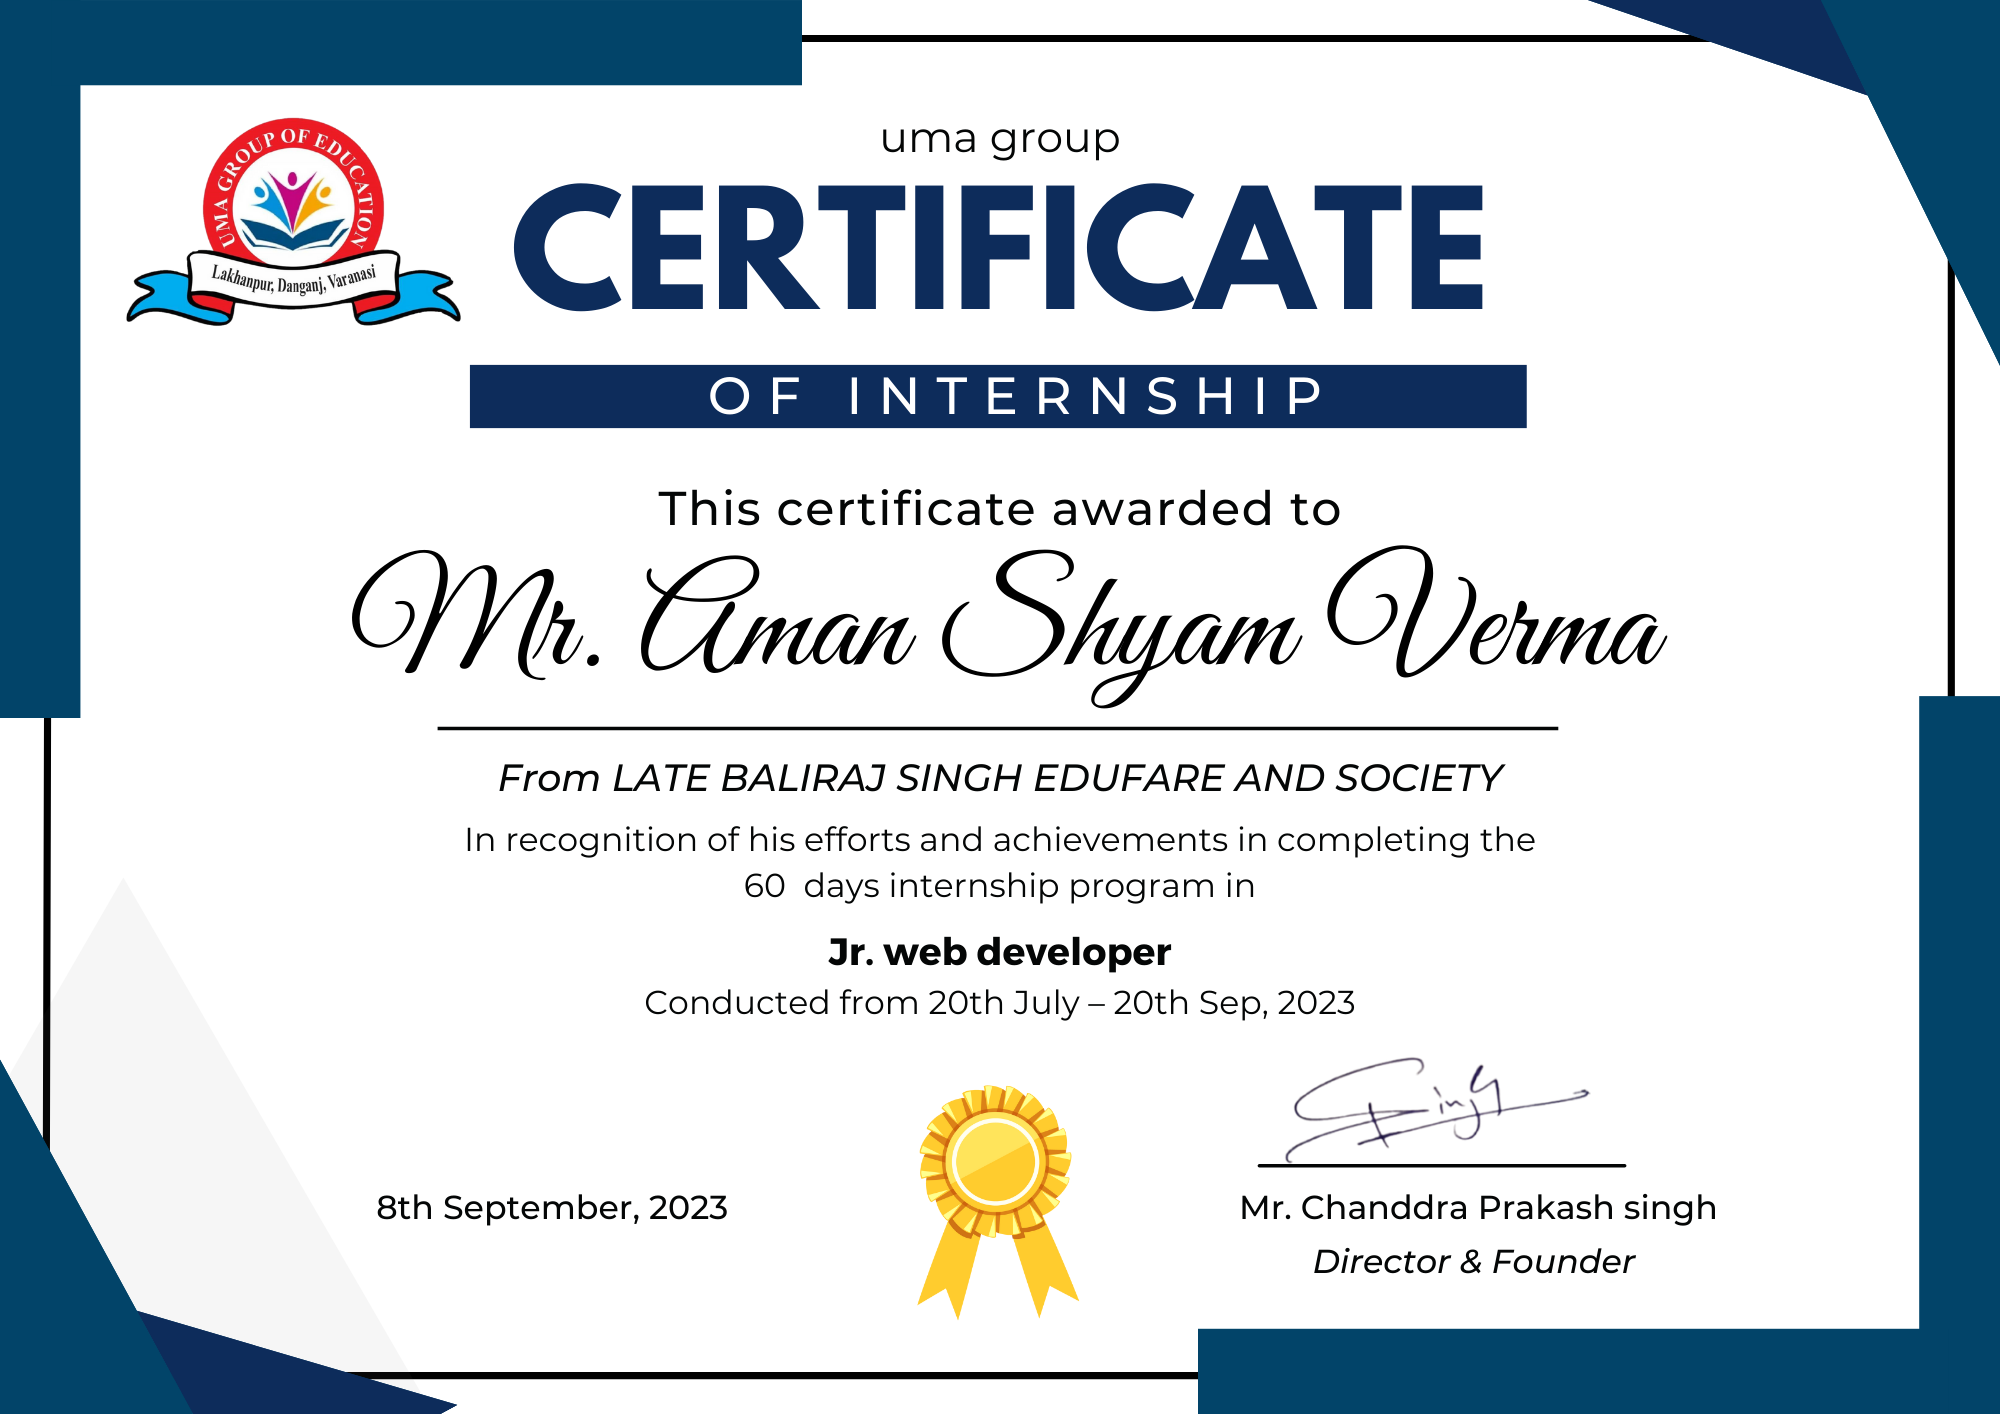 UMA GROUP OF EDUCATION
Lakhanpur, Danganj, Varanasi
uma group
CERTIFICATE
OF INTERNSHIP
This certificate awarded to
Mr. Aman Shyam Verma
From LATE BALIRAJ SINGH EDUFARE AND SOCIETY
In recognition of his efforts and achievements in completing the
60  days internship program in
Jr. web developer
Conducted from 20th July – 20th Sep, 2023
8th September, 2023
Mr. Chanddra Prakash singh
Director & Founder